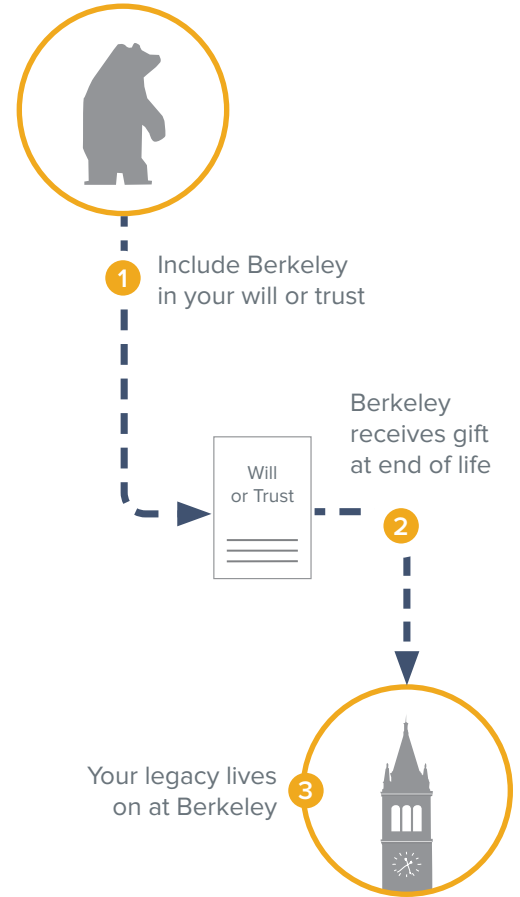 1
Include Berkeley
in your will or trust
Berkeley
receives gift
at end of life
Will
or Trust
2
Your legacy lives
on at Berkeley
3